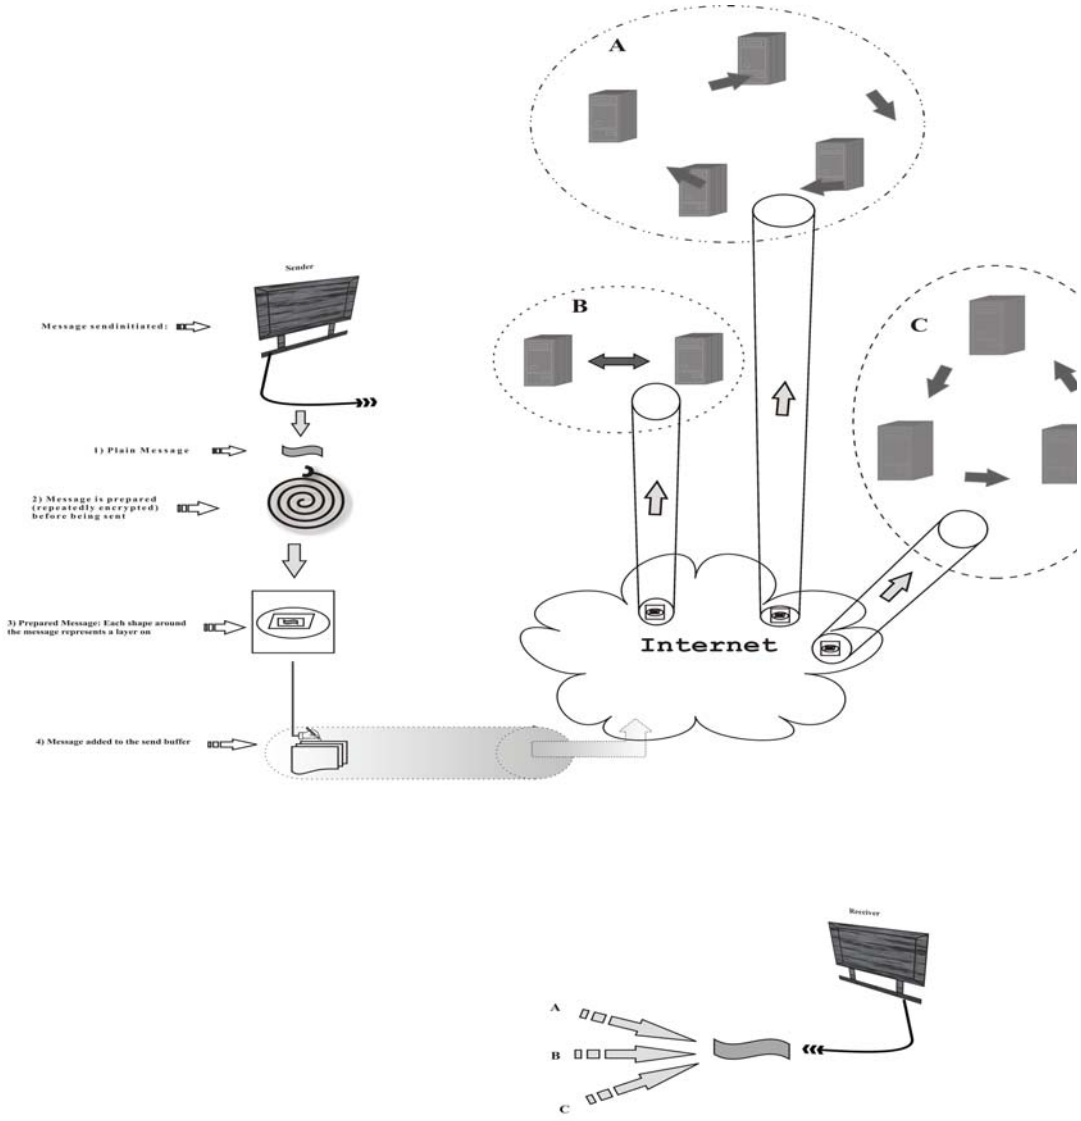 A
Sender
B
C
Message sendinitiated:
1) Plain Message
2) Message is prepared
(repeatedly encrypted)
before being sent
3) Prepared Message: Each shape around
the message represents a layer on
Internet
4) Message added to the send buffer
Receiver
A
B
C